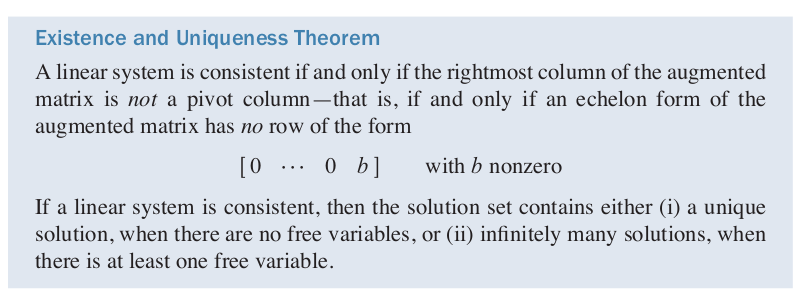 Existence and Uniqueness Theorem
A linear system is consistent if and only if the rightmost column of the augmented
matrix is not a pivot column—that is, if and only if an echelon form of the
augmented matrix has no row of the form
[ 0 ⋯ 0 b ] with b nonzero
If a linear system is consistent, then the solution set contains either (i) a unique
solution, when there are no free variables, or (ii) infinitely many solutions, when
there is at least one free variable.